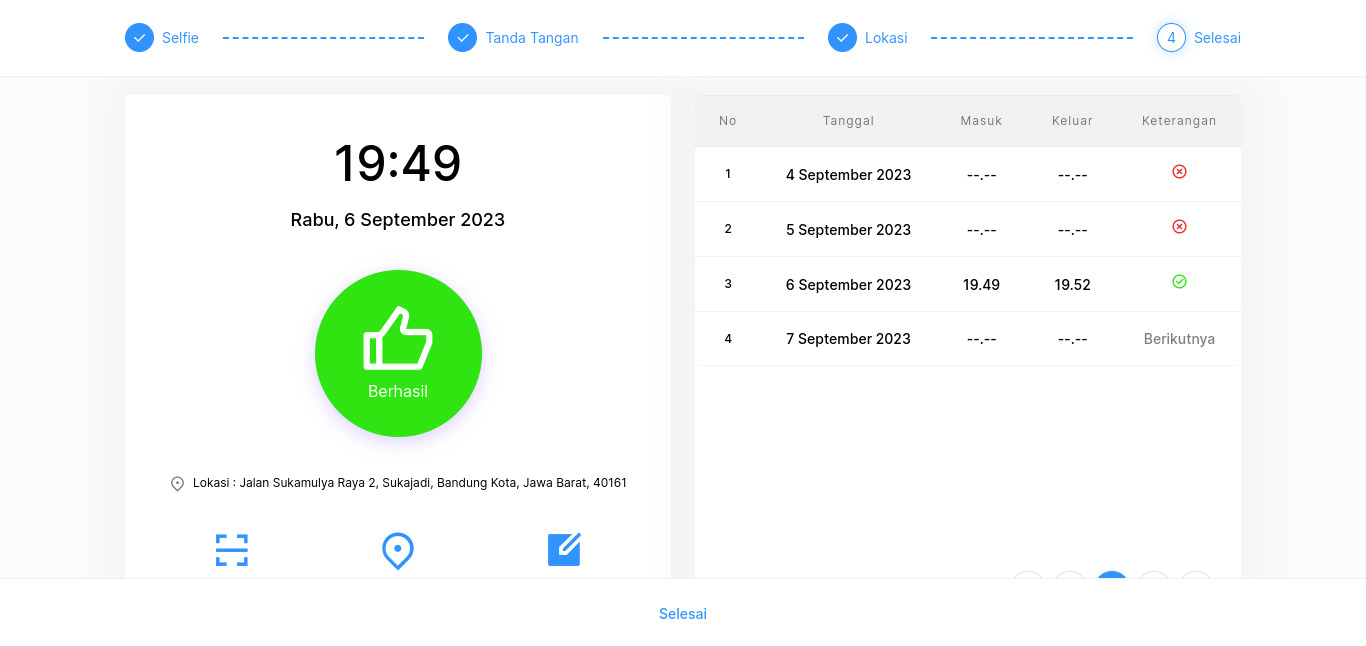 Selfie
Tanda Tangan
Lokasi
4 Selesai
19:49
Rabu, 6 September 2023
Berhasil
Lokasi : Jalan Sukamulya Raya 2, Sukajadi, Bandung Kota, Jawa Barat, 40161
No Tanggal Masuk Keluar Keterangan
1 4 September 2023 --.-- --.--
2 5 September 2023 --.-- --.--
3 6 September 2023 19.49 19.52
4 7 September 2023 --.-- --.-- Berikutnya
Selesai